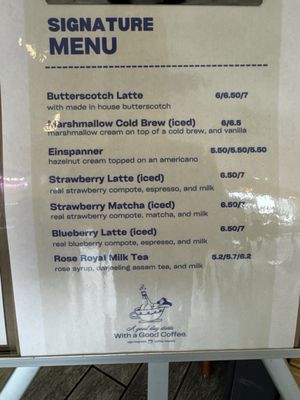 SIGNATURE
MENU
Butterscotch Latte 6/6.50/7
with made in house butterscotch
Marshmallow Cold Brew (iced) 6/6.5
marshmallow cream on top of a cold brew, and vanilla
Einspanner 5.50/5.50/5.50
hazelnut cream topped on an americano
Strawberry Latte (iced) 6.50/7
real strawberry compote, espresso, and milk
Strawberry Matcha (iced) 6.50/7
real strawberry compote, matcha, and milk
Blueberry Latte (iced) 6.50/7
real blueberry compote, espresso, and milk
Rose Royal Milk Tea 5.2/5.7/6.2
rose syrup, darjeeling assam tea, and milk
A good day starts
With a Good Coffee.